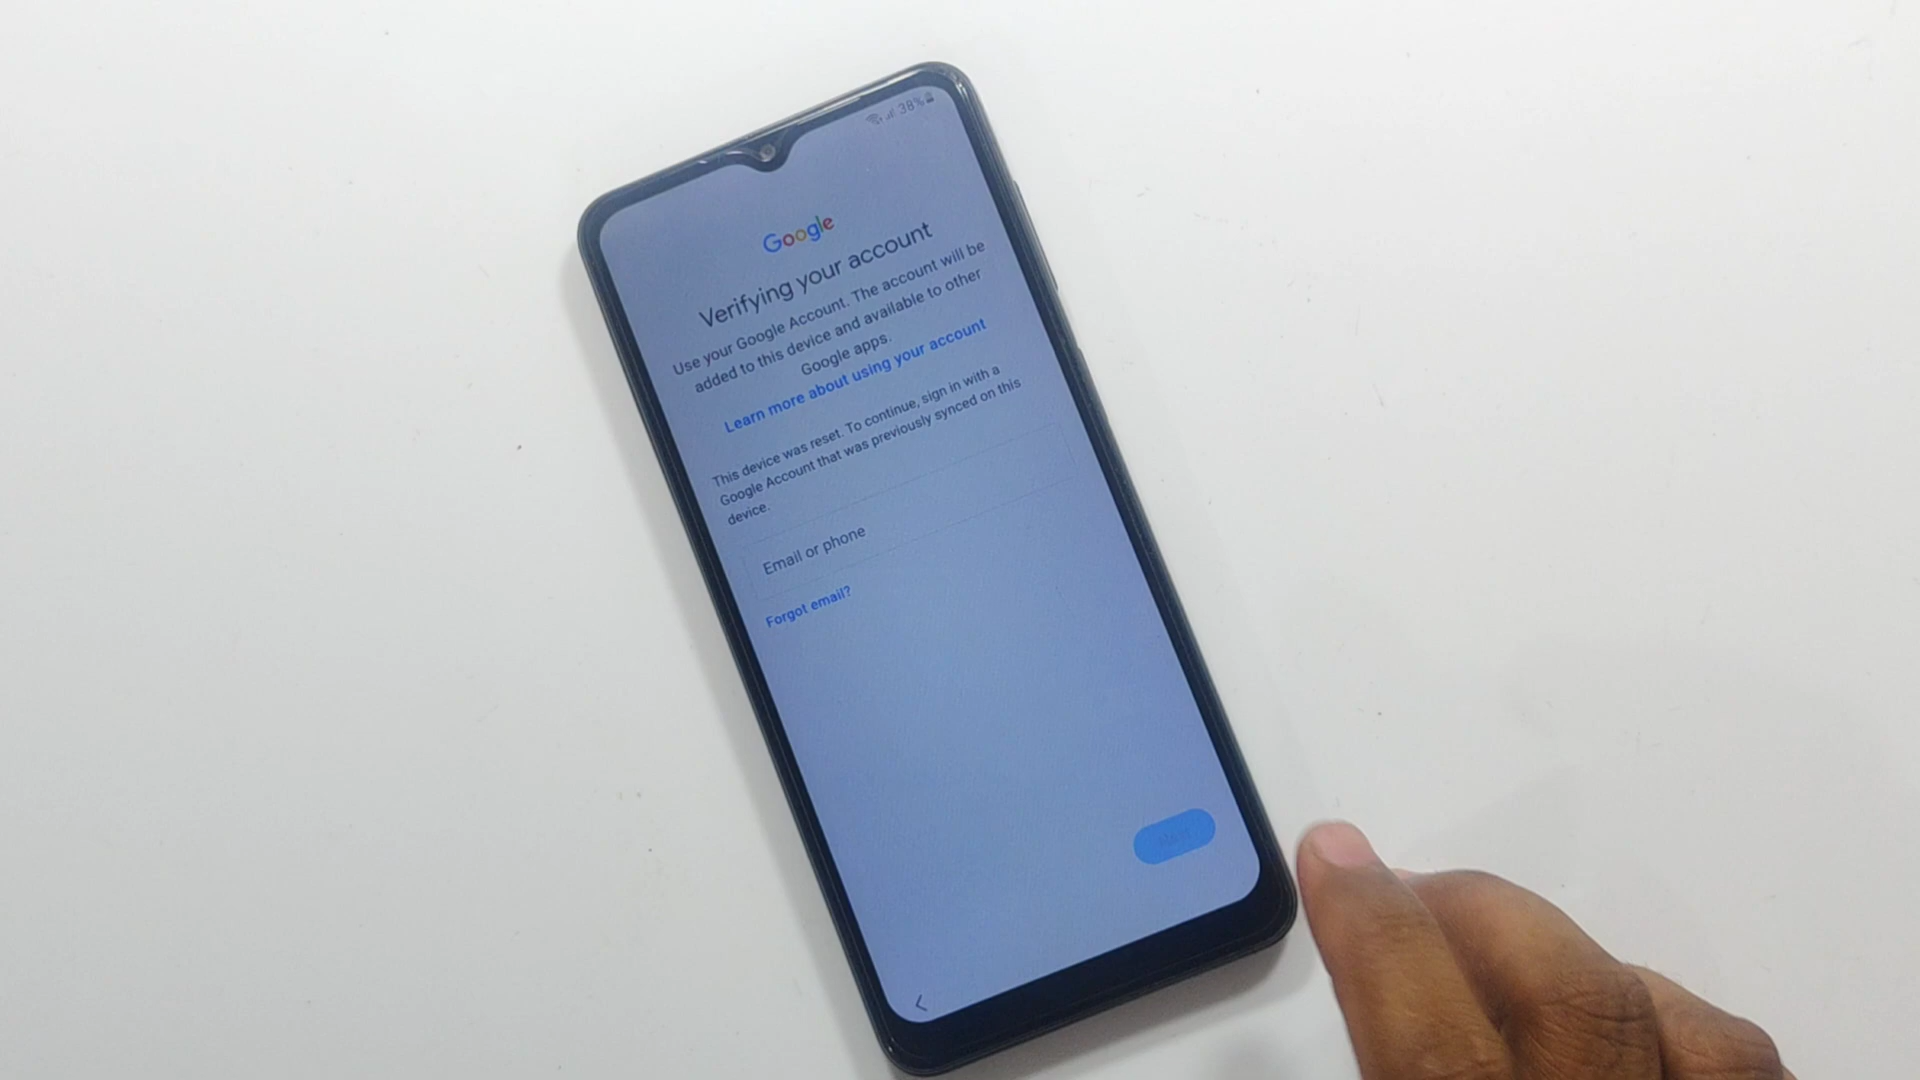 38%
Google
Verifying your account
Use your Google Account. The account will be
added to this device and available to other
Google apps.
Learn more about using your account
This device was reset. To continue, sign in with a
Google Account that was previously synced on this
device.
Email or phone
Forgot email?